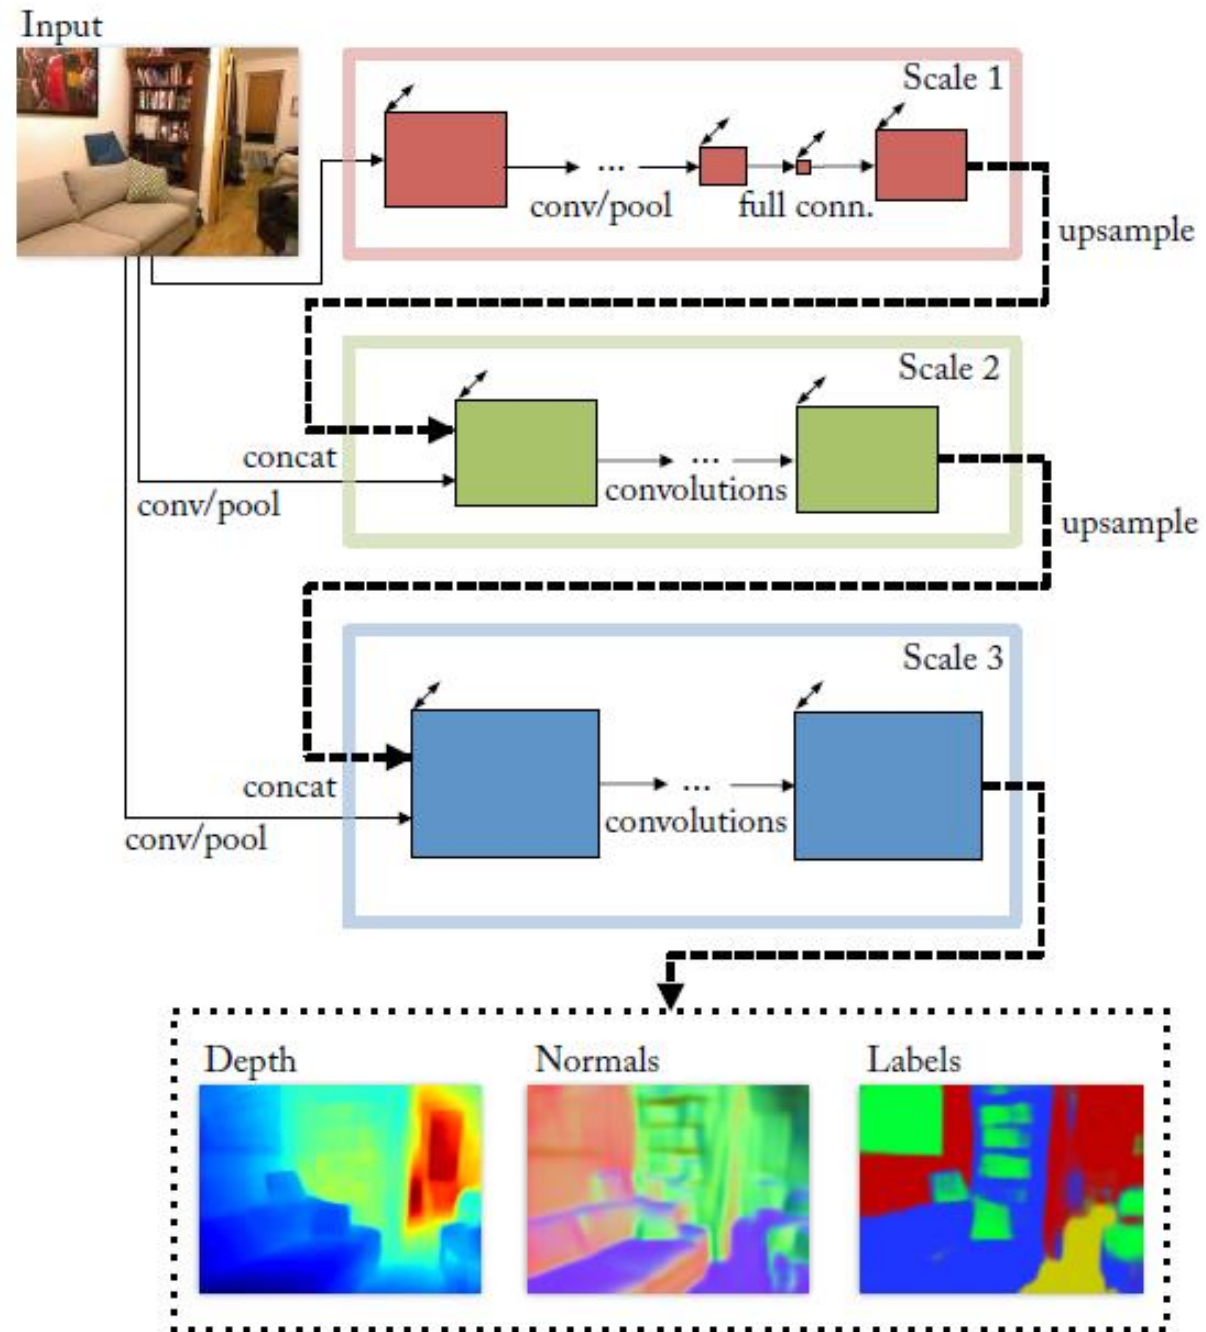 Input
Scale 1
...
conv/pool
full conn.
upsample
Scale 2
concat
...
convolutions
conv/pool
upsample
Scale 3
concat
...
convolutions
conv/pool
Depth
Normals
Labels